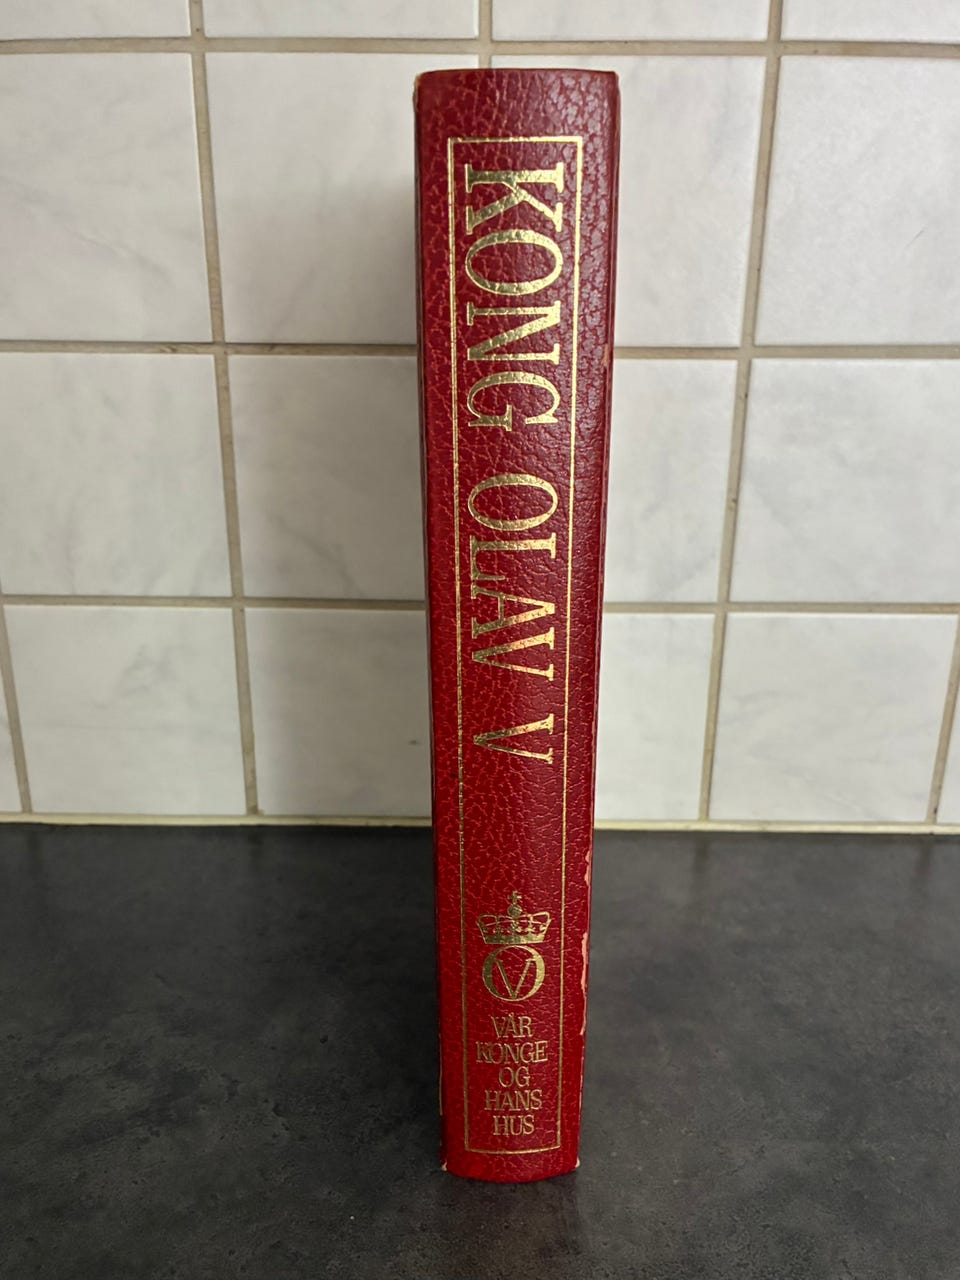 KONG OLAV V
V
VÅR
KONGE
OG
HANS
HUS